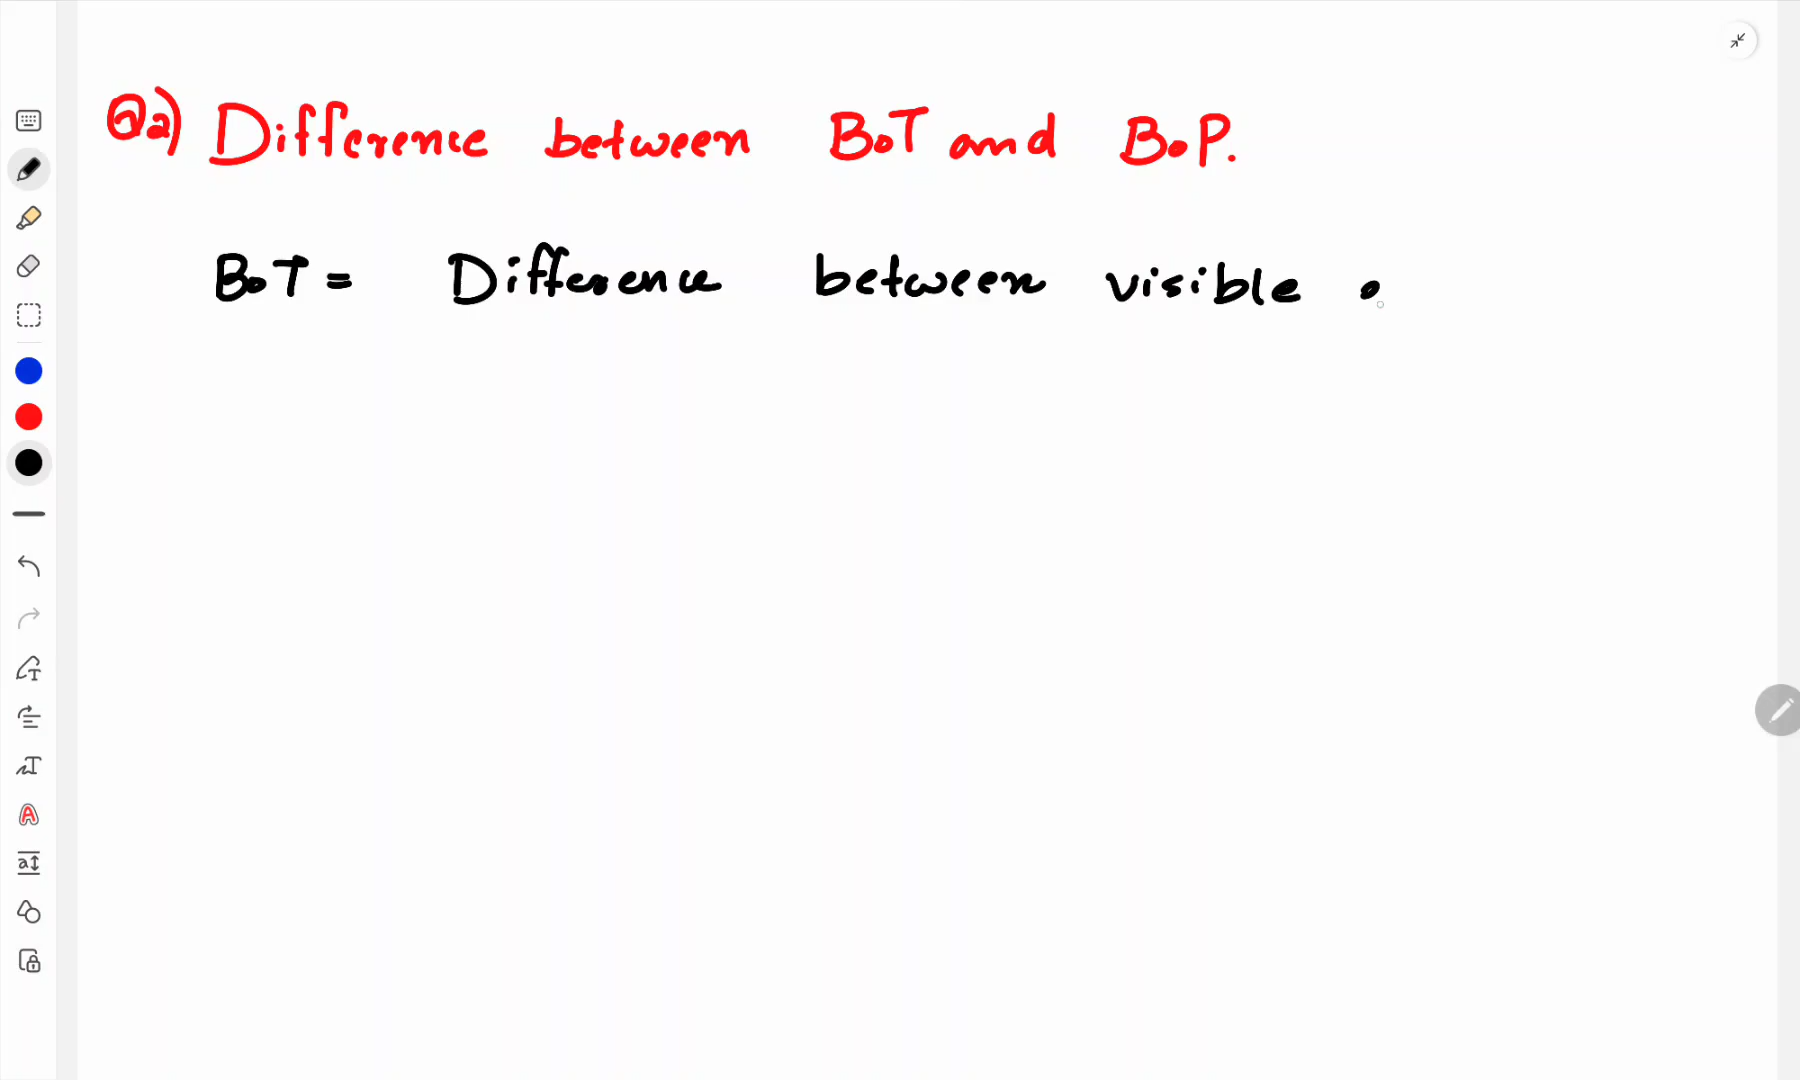 Q2) Difference between BoT and BoP.
BoT = Difference between visible